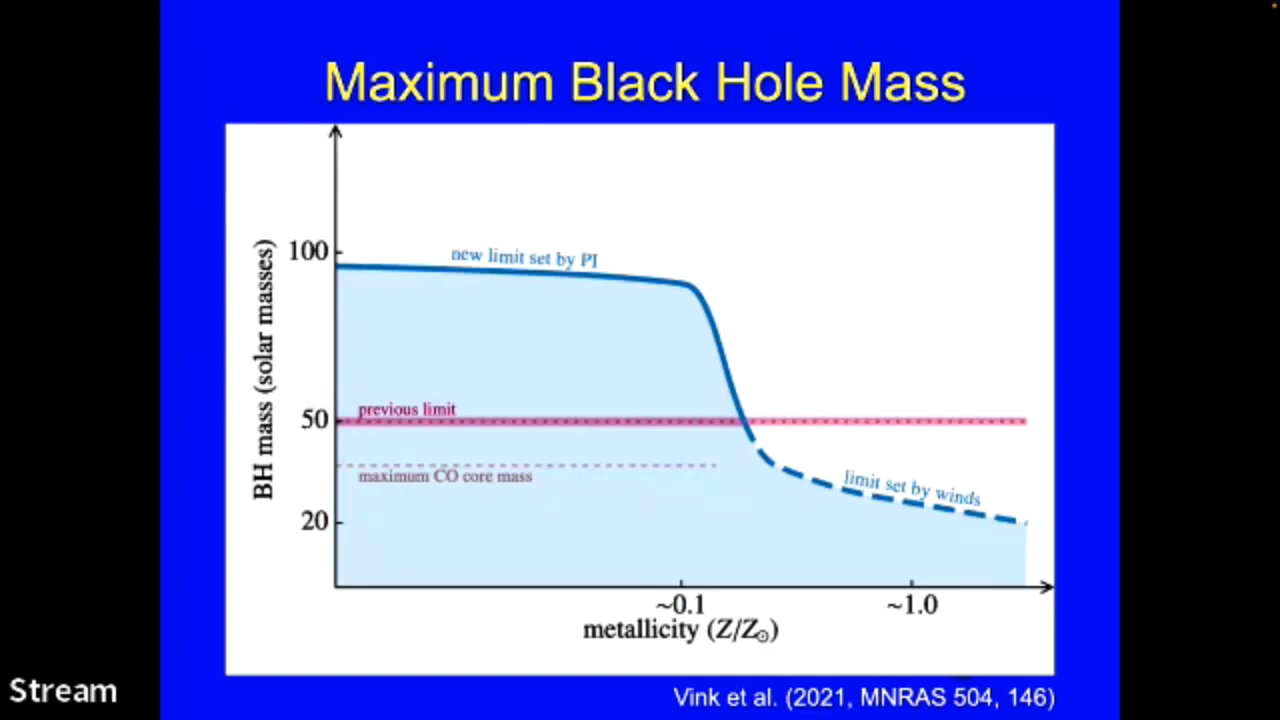 Maximum Black Hole Mass
BH mass (solar masses)
100
new limit set by PI
50
previous limit
maximum CO core mass
limit set by winds
20
~0.1
~1.0
metallicity (Z/Z☉)
Stream
Vink et al. (2021, MNRAS 504, 146)